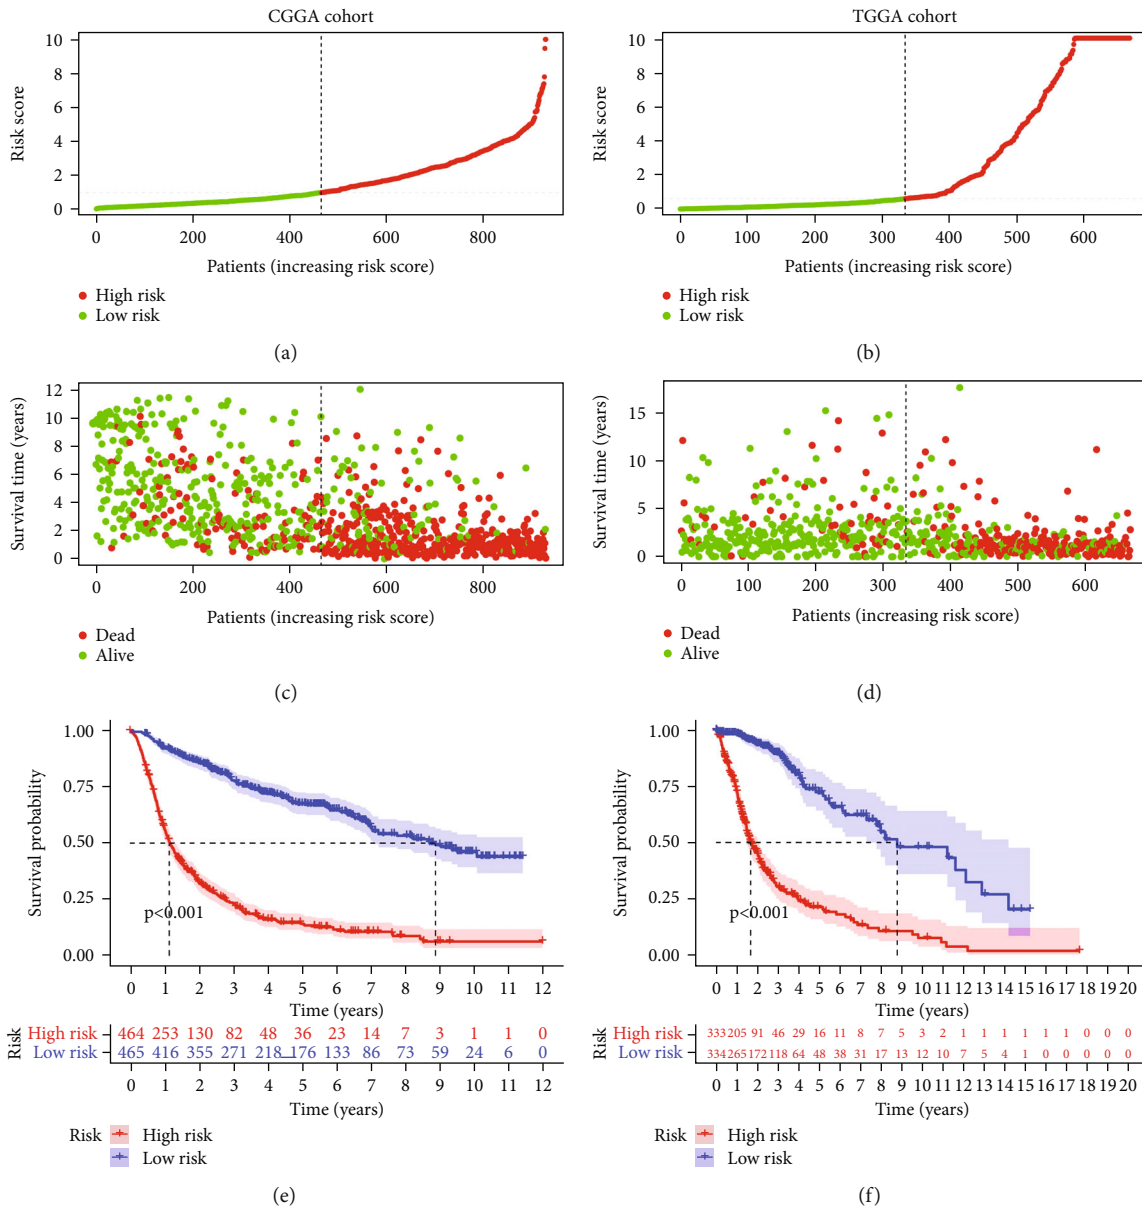 CGGA cohort
Risk score
10
8
6
4
2
0
0 200 400 600 800
Patients (increasing risk score)
High risk
Low risk
(a)
TGGA cohort
Risk score
10
8
6
4
2
0
0 100 200 300 400 500 600
Patients (increasing risk score)
High risk
Low risk
(b)
Survival time (years)
12
10
8
6
4
2
0
0 200 400 600 800
Patients (increasing risk score)
Dead
Alive
(c)
Survival time (years)
15
10
5
0
0 100 200 300 400 500 600
Patients (increasing risk score)
Dead
Alive
(d)
Survival probability
1.00
0.75
0.50
0.25
0.00
p<0.001
0 1 2 3 4 5 6 7 8 9 10 11 12
Time (years)
Risk
High risk 464 253 130 82 48 36 23 14 7 3 1 1 0
Low risk 465 416 355 271 218 176 133 86 73 59 24 6 0
0 1 2 3 4 5 6 7 8 9 10 11 12
Time (years)
Risk High risk
Low risk
(e)
Survival probability
1.00
0.75
0.50
0.25
0.00
p<0.001
0 1 2 3 4 5 6 7 8 9 10 11 12 13 14 15 16 17 18 19 20
Time (years)
Risk
High risk 333 205 91 46 29 16 11 8 7 5 3 2 1 1 1 1 1 1 0 0 0
Low risk 334 265 172 118 64 48 38 31 17 13 12 10 7 5 4 1 0 0 0 0 0
0 1 2 3 4 5 6 7 8 9 10 11 12 13 14 15 16 17 18 19 20
Time (years)
Risk High risk
Low risk
(f)